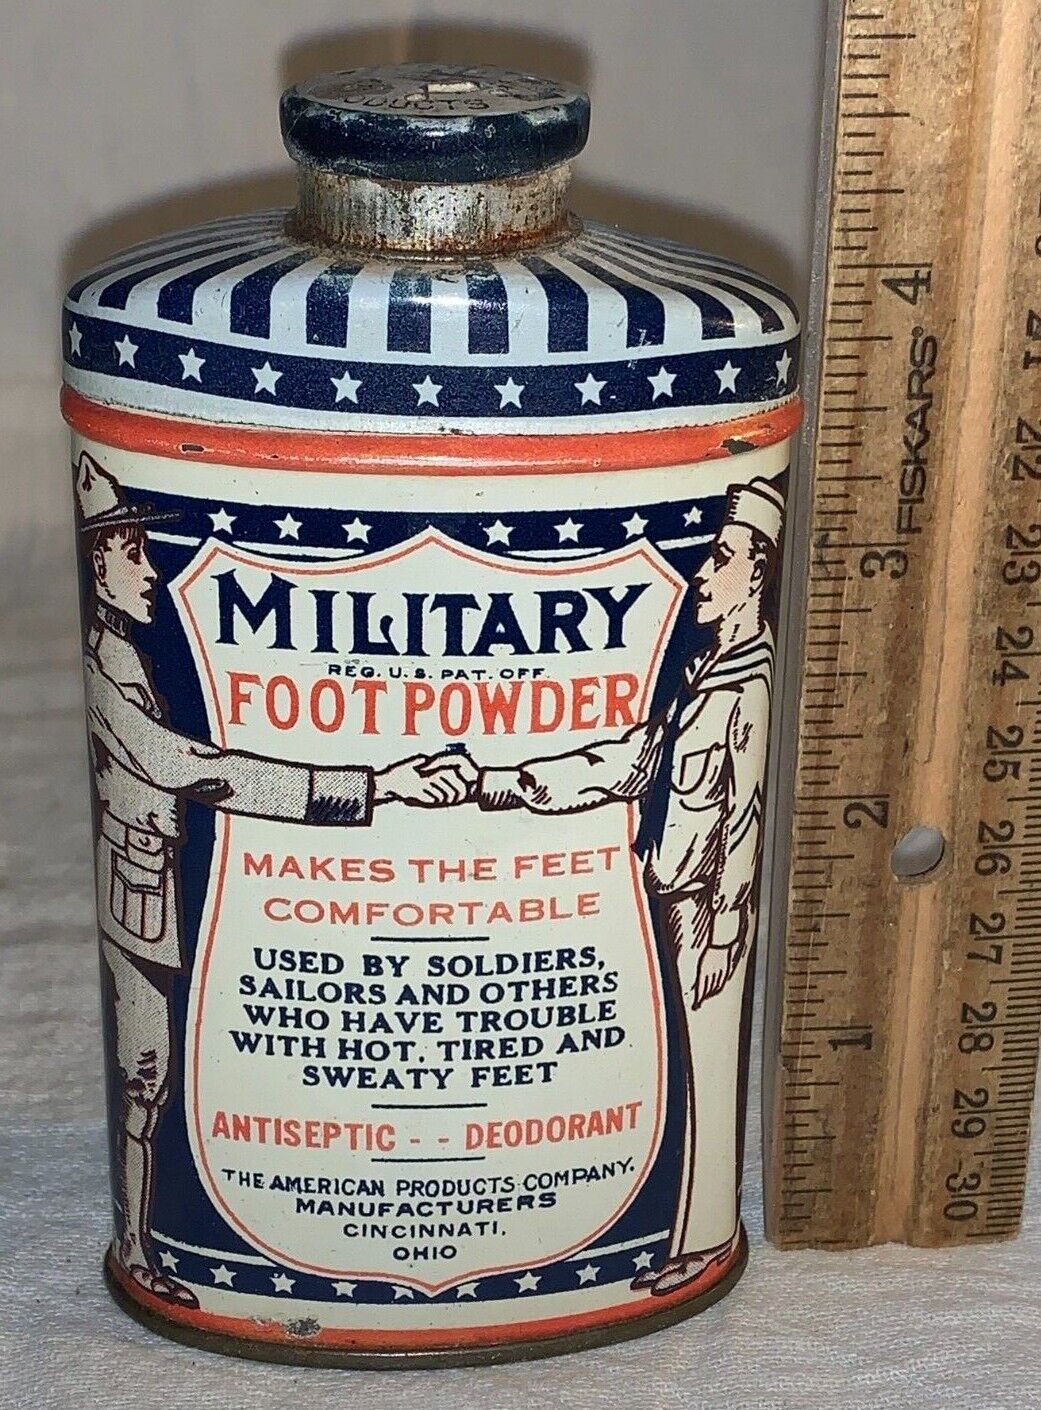 PRODUCTS
MILITARY
REG. U.S. PAT. OFF.
FOOT POWDER
MAKES THE FEET
COMFORTABLE
USED BY SOLDIERS,
SAILORS AND OTHERS
WHO HAVE TROUBLE
WITH HOT, TIRED AND
SWEATY FEET
ANTISEPTIC - - DEODORANT
THE AMERICAN PRODUCTS COMPANY.
MANUFACTURERS
CINCINNATI,
OHIO
4
FISKARS
3
2
1
21
22
23
24
25
26
27
28
29
30